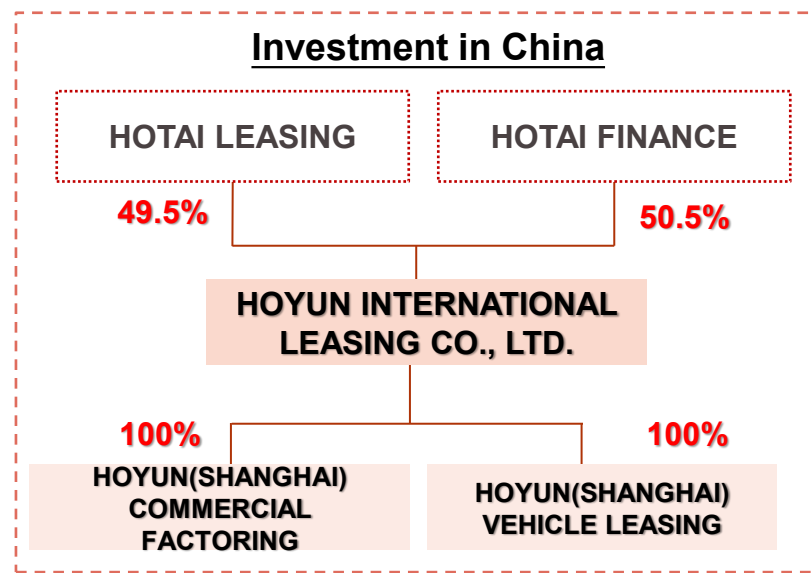 Investment in China
HOTAI LEASING
HOTAI FINANCE
49.5%
50.5%
HOYUN INTERNATIONAL
LEASING CO., LTD.
100%
100%
HOYUN(SHANGHAI)
COMMERCIAL
FACTORING
HOYUN(SHANGHAI)
VEHICLE LEASING